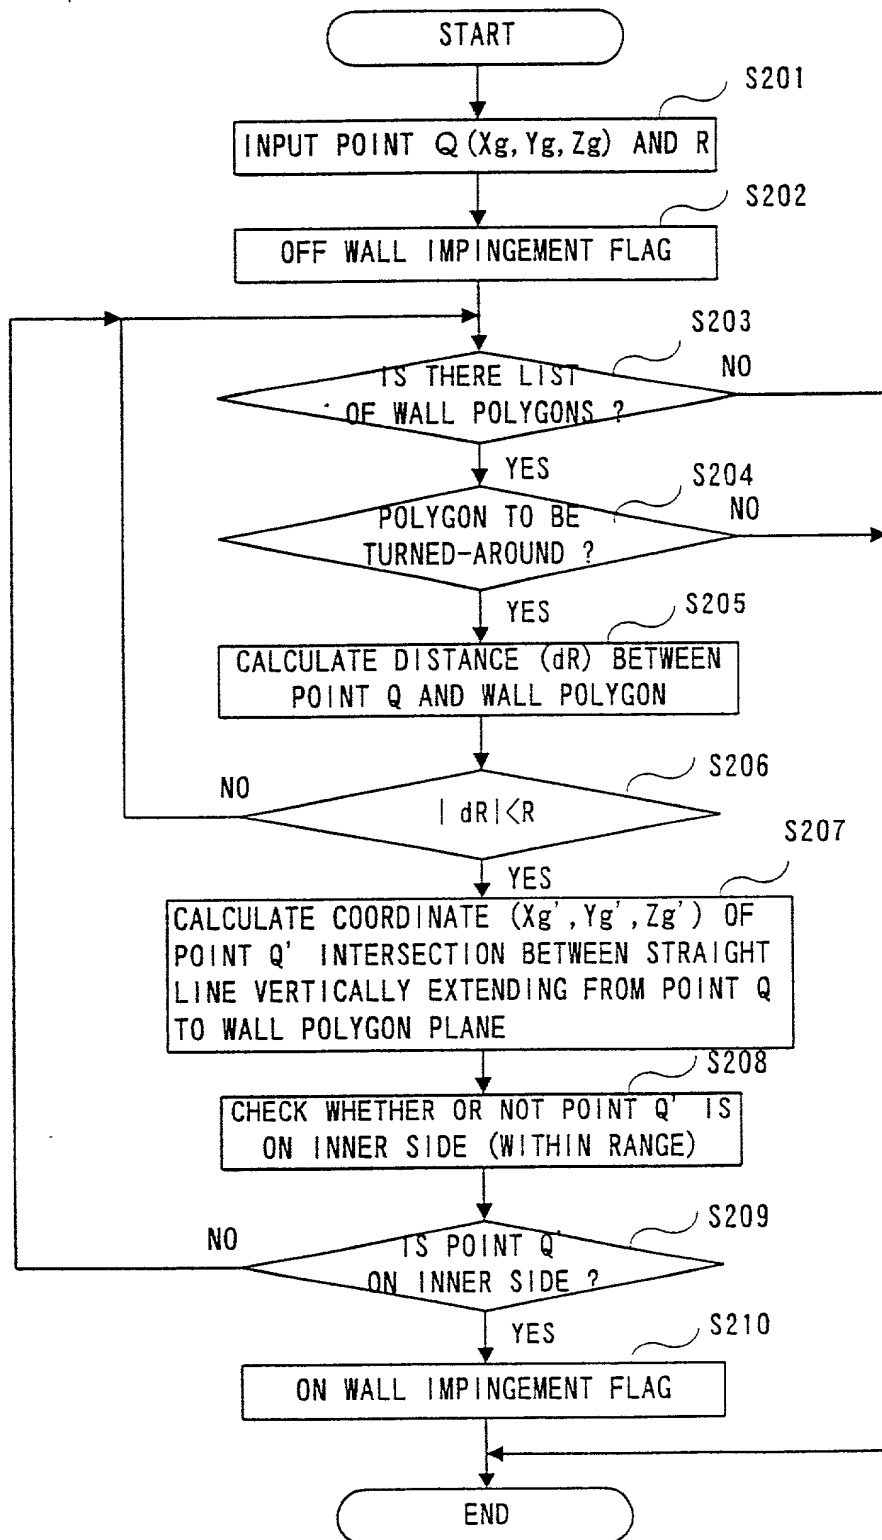 START
S201
INPUT POINT Q (Xg, Yg, Zg) AND R
S202
OFF WALL IMPINGEMENT FLAG
S203
IS THERE LIST
OF WALL POLYGONS ?
NO
YES
S204
POLYGON TO BE
TURNED-AROUND ?
NO
YES
S205
CALCULATE DISTANCE (dR) BETWEEN
POINT Q AND WALL POLYGON
S206
NO
| dR|<R
YES
S207
CALCULATE COORDINATE (Xg',Yg',Zg') OF
POINT Q' INTERSECTION BETWEEN STRAIGHT
LINE VERTICALLY EXTENDING FROM POINT Q
TO WALL POLYGON PLANE
S208
CHECK WHETHER OR NOT POINT Q' IS
ON INNER SIDE (WITHIN RANGE)
S209
NO
IS POINT Q'
ON INNER SIDE ?
YES
S210
ON WALL IMPINGEMENT FLAG
END